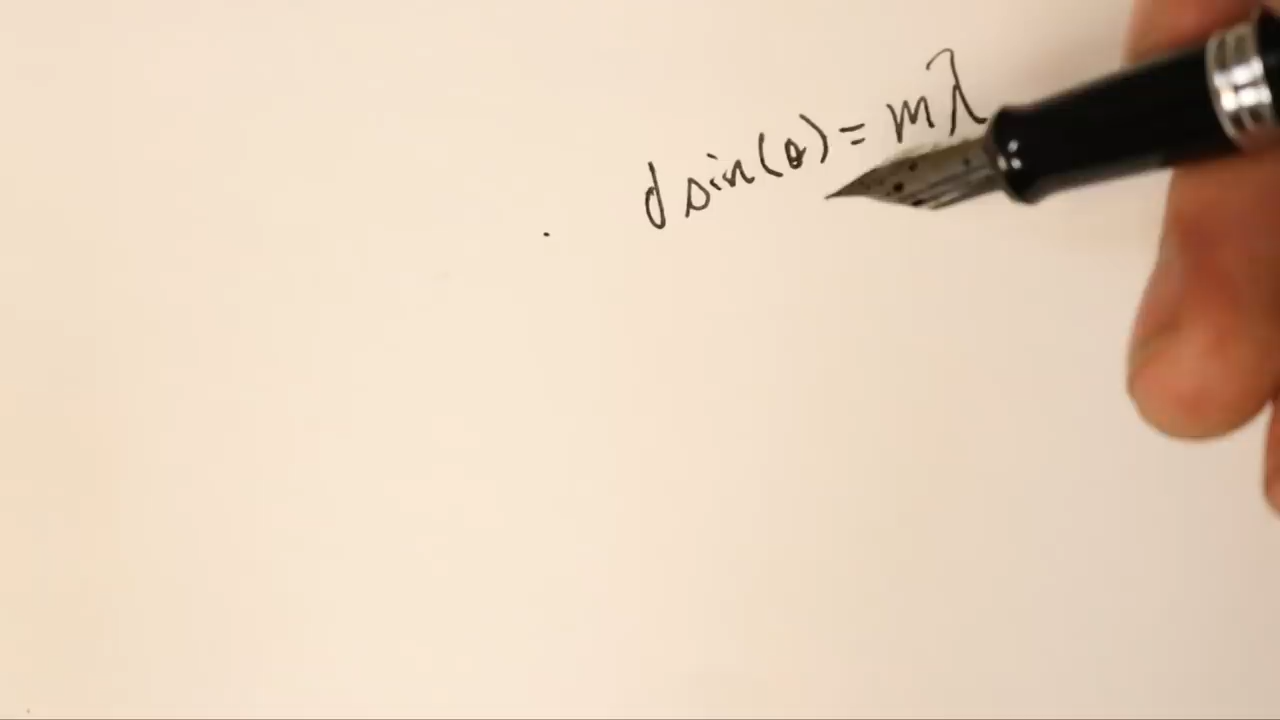 d sin(θ) = mλ